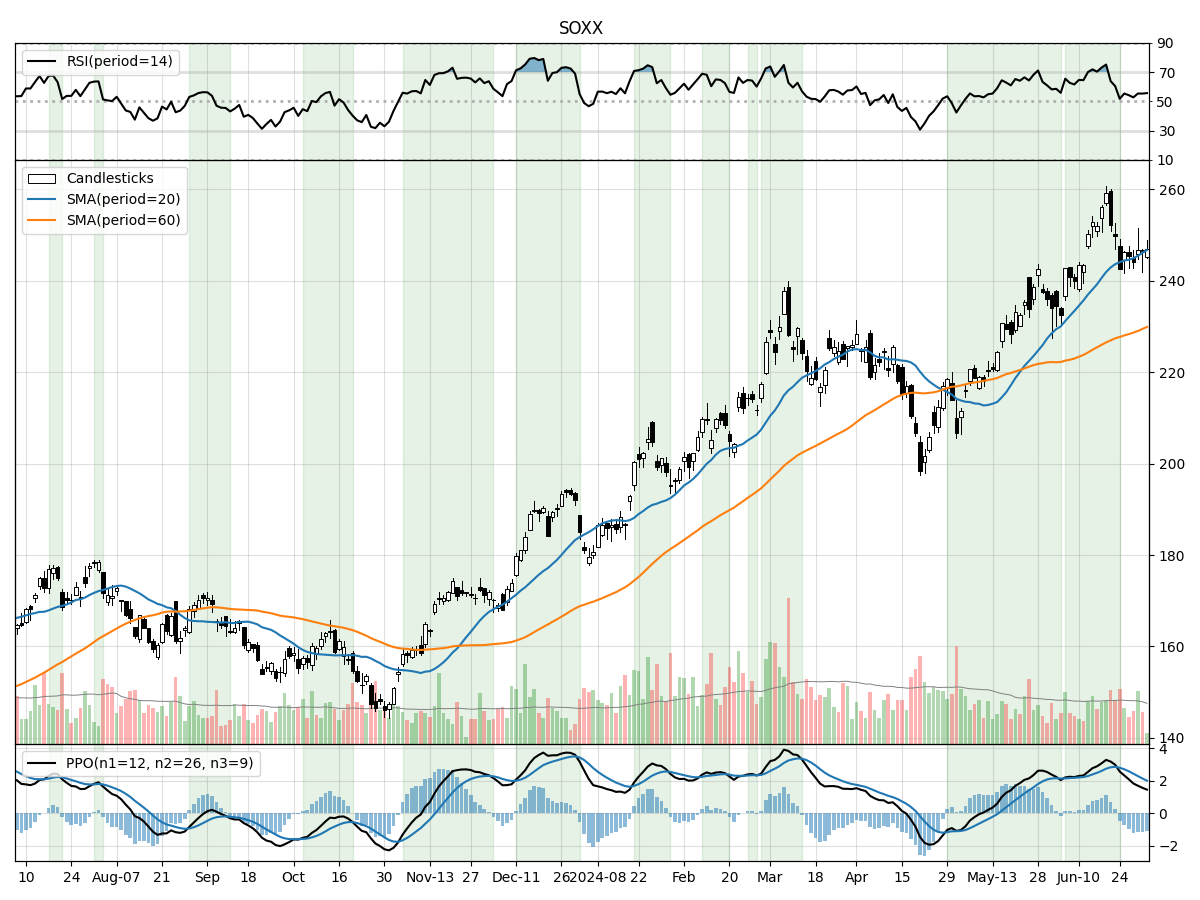 SOXX
RSI(period=14)
90
70
50
30
10
Candlesticks
SMA(period=20)
SMA(period=60)
260
240
220
200
180
160
140
PPO(n1=12, n2=26, n3=9)
4
2
0
−2
10 24 Aug-07 21 Sep 18 Oct 16 30 Nov-13 27 Dec-11 26 2024-08 22 Feb 20 Mar 18 Apr 15 29 May-13 28 Jun-10 24